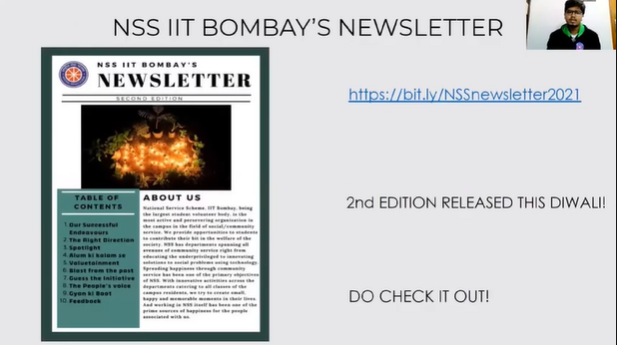 NSS IIT BOMBAY'S NEWSLETTER
NSS IIT BOMBAY'S
NEWSLETTER
SECOND EDITION
TABLE OF
CONTENTS
1. Our Successful
Endeavours
2. The Right Direction
3. Spotlight
4. Alum ki kalam se
5. Valuetainment
6. Blast from the past
7. Guess the Initiative
8. The People's voice
9. Gyan ki Baat
10. Feedback
ABOUT US
National Service Scheme, IIT Bombay, being
the largest student volunteer body, is the
most active and persevering organisation in
the campus in the field of social/community
service. We provide opportunities to students
to contribute their bit in the welfare of the
society. NSS has departments spanning all
avenues of community service right from
educating the underprivileged to innovating
solutions to social problems using technology.
Spreading happiness through community
service has been one of the primary objectives
of NSS. With innovative activities across the
departments catering to all classes of the
campus residents, we try to create small,
happy and memorable moments in their lives.
And working in NSS itself has been one of the
prime sources of happiness for the people
associated with us.
https://bit.ly/NSSnewsletter2021
2nd EDITION RELEASED THIS DIWALI!
DO CHECK IT OUT!